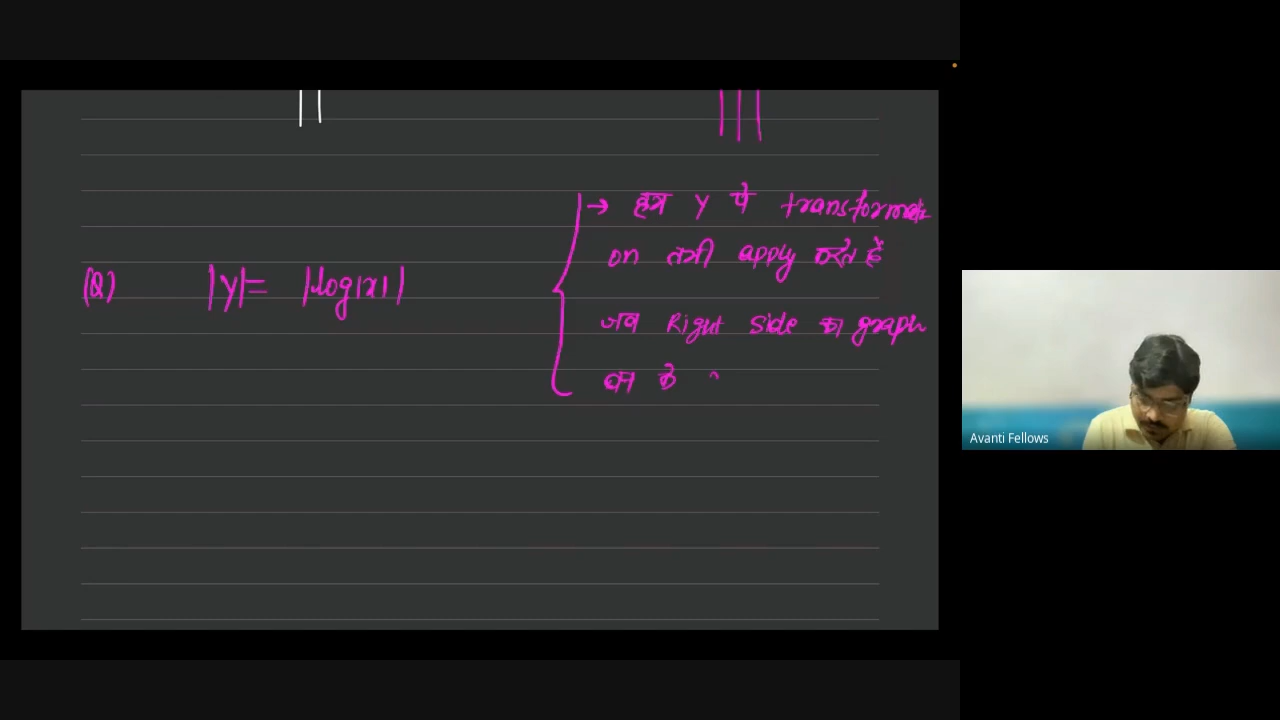 → हम y पे transformati
on तभी apply करते हैं
(Q) |y|= |log|x||
जब Right side का graph
बन के
Avanti Fellows